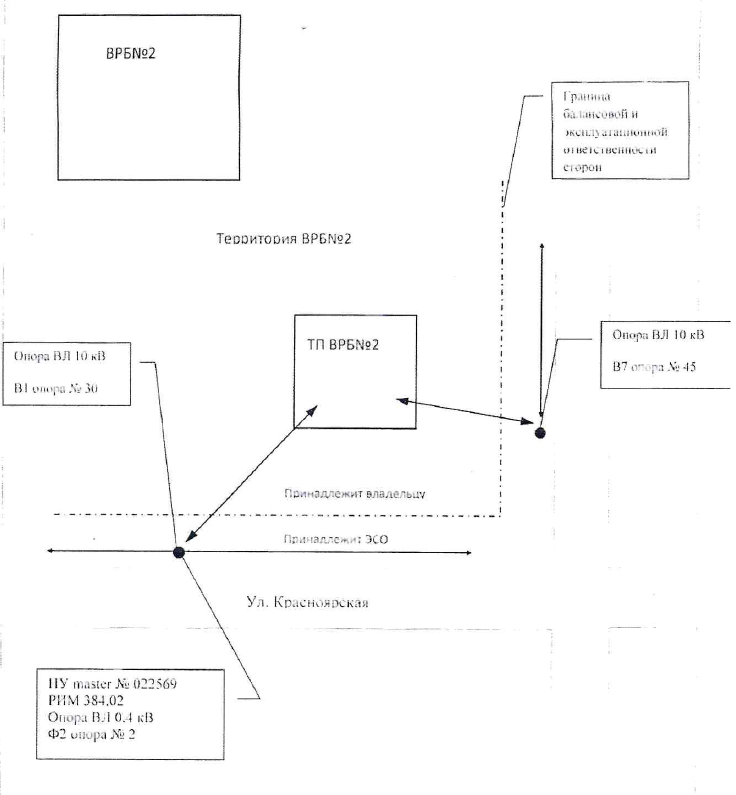 ВРБ№2
Граница
балансовой и
эксплуатационной
ответственности
сторон
Территория ВРБ№2
ТП ВРБ№2
Опора ВЛ 10 кВ
В7 опора № 45
Опора ВЛ 10 кВ
В1 опора № 30
Принадлежит владельцу
Принадлежит ЭСО
Ул. Красноярская
ПУ master № 022569
РИМ 384.02
Опора ВЛ 0.4 кВ
Ф2 опора № 2